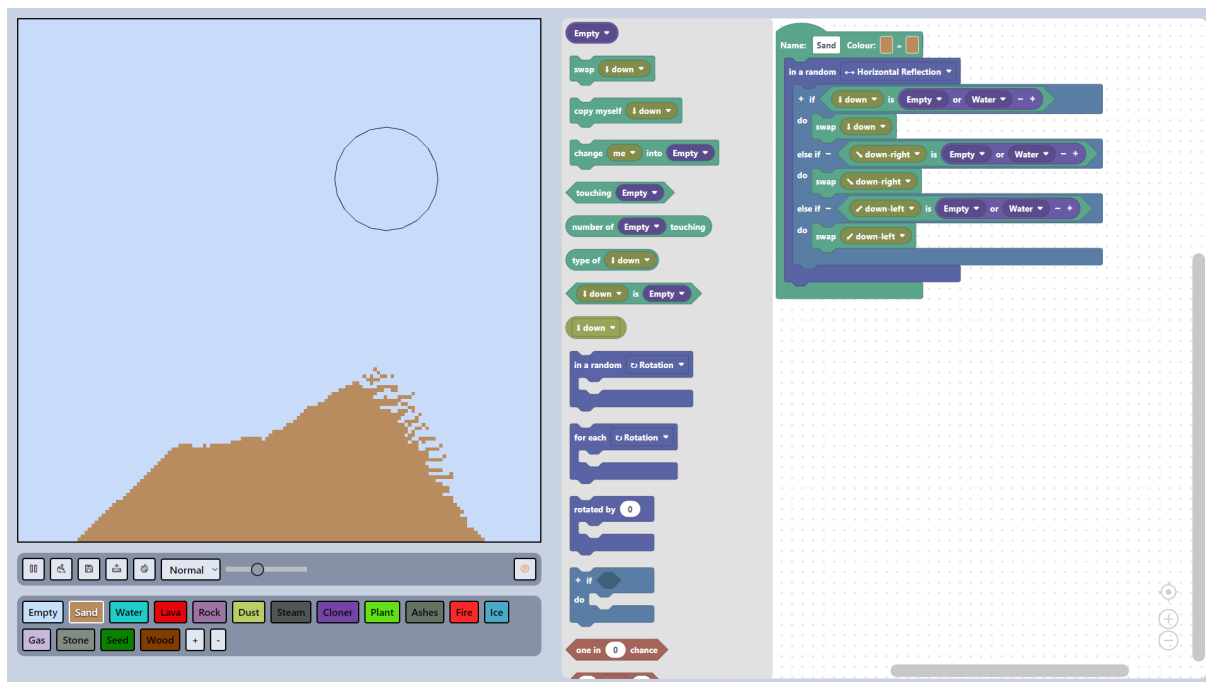 Empty
swap down
copy myself down
change me into Empty
touching Empty
number of Empty touching
type of down
down is Empty
down
in a random Rotation
for each Rotation
rotated by 0
+ if
do
one in 0 chance
Name: Sand Colour: -
in a random Horizontal Reflection
+ if down is Empty or Water - +
do swap down
else if - down-right is Empty or Water - +
do swap down-right
else if - down-left is Empty or Water - +
do swap down-left
Normal
Empty Sand Water Lava Rock Dust Steam Cloner Plant Ashes Fire Ice
Gas Stone Seed Wood + -